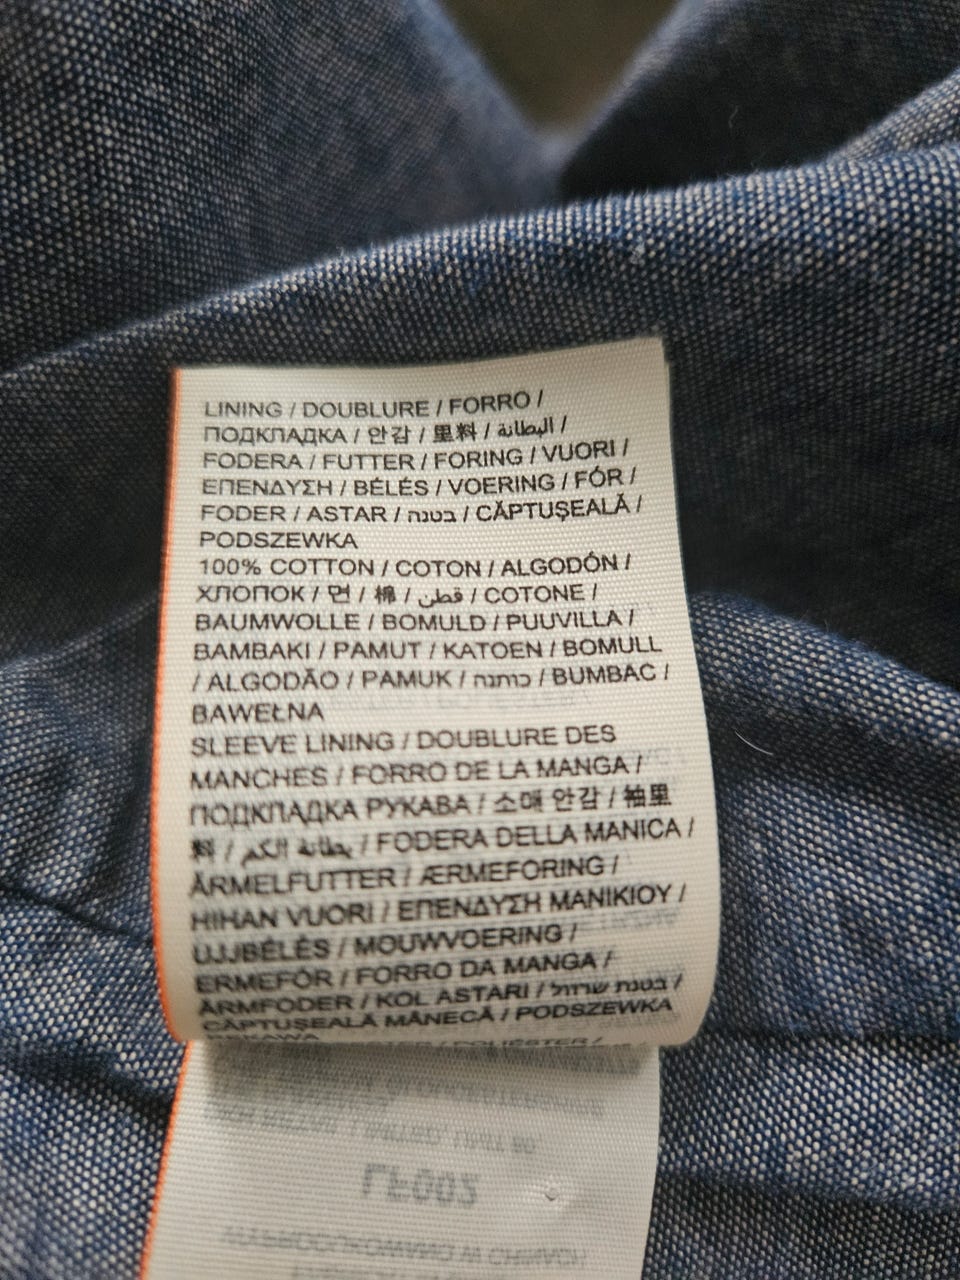 LINING / DOUBLURE / FORRO /
ПОДКЛАДКА / 안감 / 里料 / البطانة /
FODERA / FUTTER / FORING / VUORI /
ΕΠΕΝΔΥΣΗ / BÉLÉS / VOERING / FÓR /
FODER / ASTAR / בטנה / CĂPTUȘEALĂ /
PODSZEWKA
100% COTTON / COTON / ALGODÓN /
ХЛОПОК / 면 / 棉 / قطن / COTONE /
BAUMWOLLE / BOMULD / PUUVILLA /
BAMBAKI / PAMUT / KATOEN / BOMULL
/ ALGODÃO / PAMUK / כותנה / BUMBAC /
BAWEŁNA
SLEEVE LINING / DOUBLURE DES
MANCHES / FORRO DE LA MANGA /
ПОДКЛАДКА РУКАВА / 소매 안감 / 袖里
料 / بطانة الكم / FODERA DELLA MANICA /
ÄRMELFUTTER / ÆRMEFORING /
HIHAN VUORI / ΕΠΕΝΔΥΣΗ ΜΑΝΙΚΙΟΥ /
UJJBÉLÉS / MOUWVOERING /
ERMEFÓR / FORRO DA MANGA /
ÄRMFODER / KOL ASTARI / בטנת שרוול /
CĂPTUȘEALĂ MÂNECĂ / PODSZEWKA
RĘKAWA
LF002